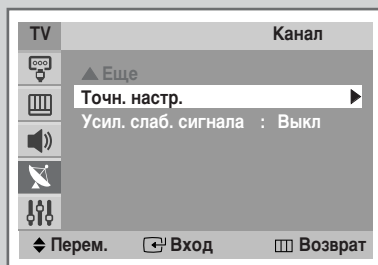 TV Канал
▲ Еще
Точн. настр. ▶
Усил. слаб. сигнала : Выкл
Перем. Вход Возврат